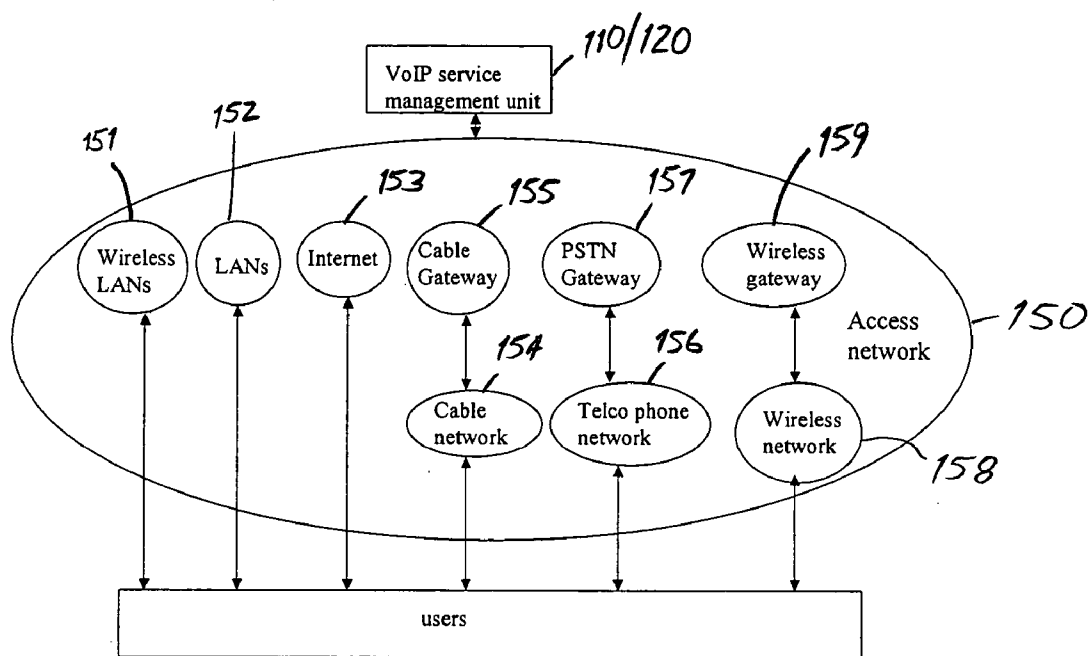 110/120
VoIP service
management unit
151
152
153
155
157
159
Wireless
LANs
LANs
Internet
Cable
Gateway
PSTN
Gateway
Wireless
gateway
150
Access
network
154
156
Cable
network
Telco phone
network
Wireless
network
158
users